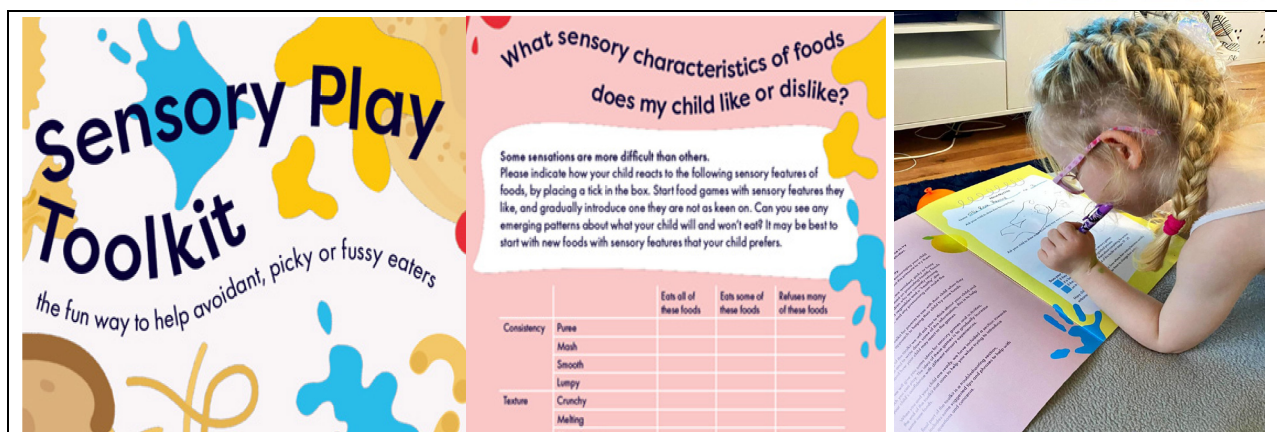 Sensory Play
Toolkit
the fun way to help avoidant, picky or fussy eaters
What sensory characteristics of foods
does my child like or dislike?
Some sensations are more difficult than others.
Please indicate how your child reacts to the following sensory features of
foods, by placing a tick in the box. Start food games with sensory features they
like, and gradually introduce one they are not as keen on. Can you see any
emerging patterns about what your child will and won't eat? It may be best to
start with new foods with sensory features that your child prefers.
Eats all of these foods
Eats some of these foods
Refuses many of these foods
Consistency Puree
Mash
Smooth
Lumpy
Texture Crunchy
Melting